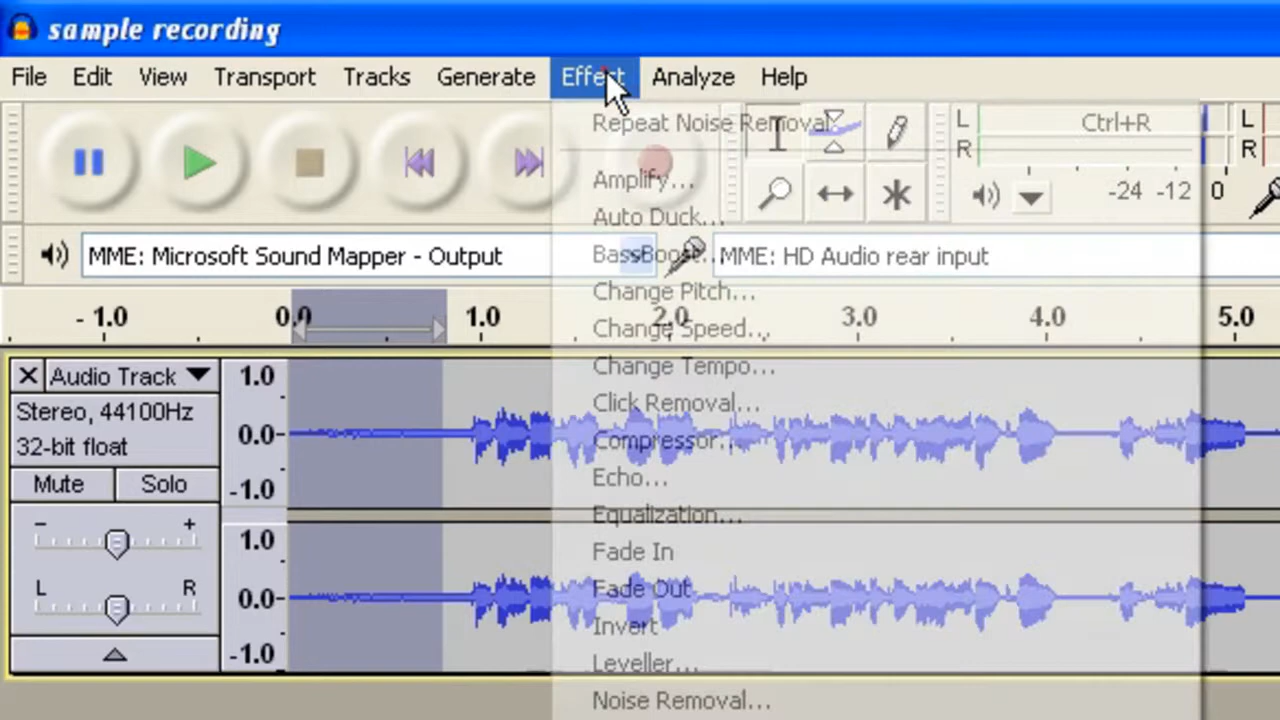 sample recording
File Edit View Transport Tracks Generate Effect Analyze Help
Repeat Noise Removal Ctrl+R
L
R
-24 -12 0
L
R
Amplify...
Auto Duck...
MME: Microsoft Sound Mapper - Output
MME: HD Audio rear input
BassBoost...
Change Pitch...
- 1.0 0.0 1.0 2.0 3.0 4.0 5.0
Change Speed...
Change Tempo...
Click Removal...
Compressor...
Echo...
Equalization...
Fade In
Fade Out
Invert
Leveller...
Noise Removal...
Audio Track
Stereo, 44100Hz
32-bit float
Mute Solo
- +
L R
1.0
0.0-
-1.0
1.0
0.0-
-1.0